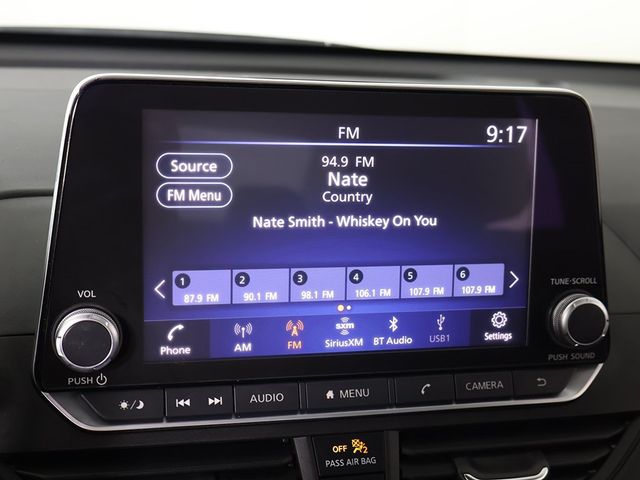 FM
9:17
Source
94.9 FM
Nate
FM Menu
Country
Nate Smith - Whiskey On You
1 2 3 4 5 6
87.9 FM 90.1 FM 98.1 FM 106.1 FM 107.9 FM 107.9 FM
VOL
TUNE·SCROLL
Phone
AM
FM
sxm
SiriusXM
BT Audio
USB1
Settings
PUSH
PUSH SOUND
AUDIO
MENU
CAMERA
OFF 2
PASS AIR BAG